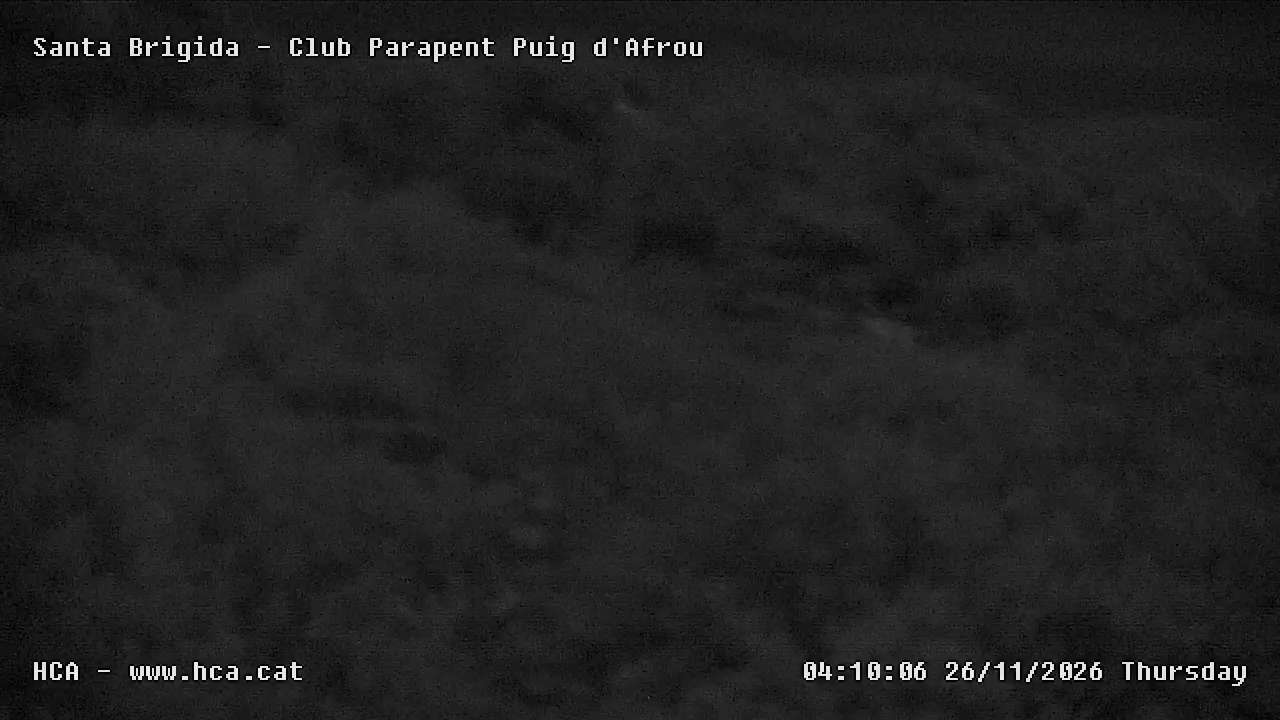 Santa Brigida - Club Parapent Puig d'Afrou
HCA - www.hca.cat
04:10:06 26/11/2026 Thursday